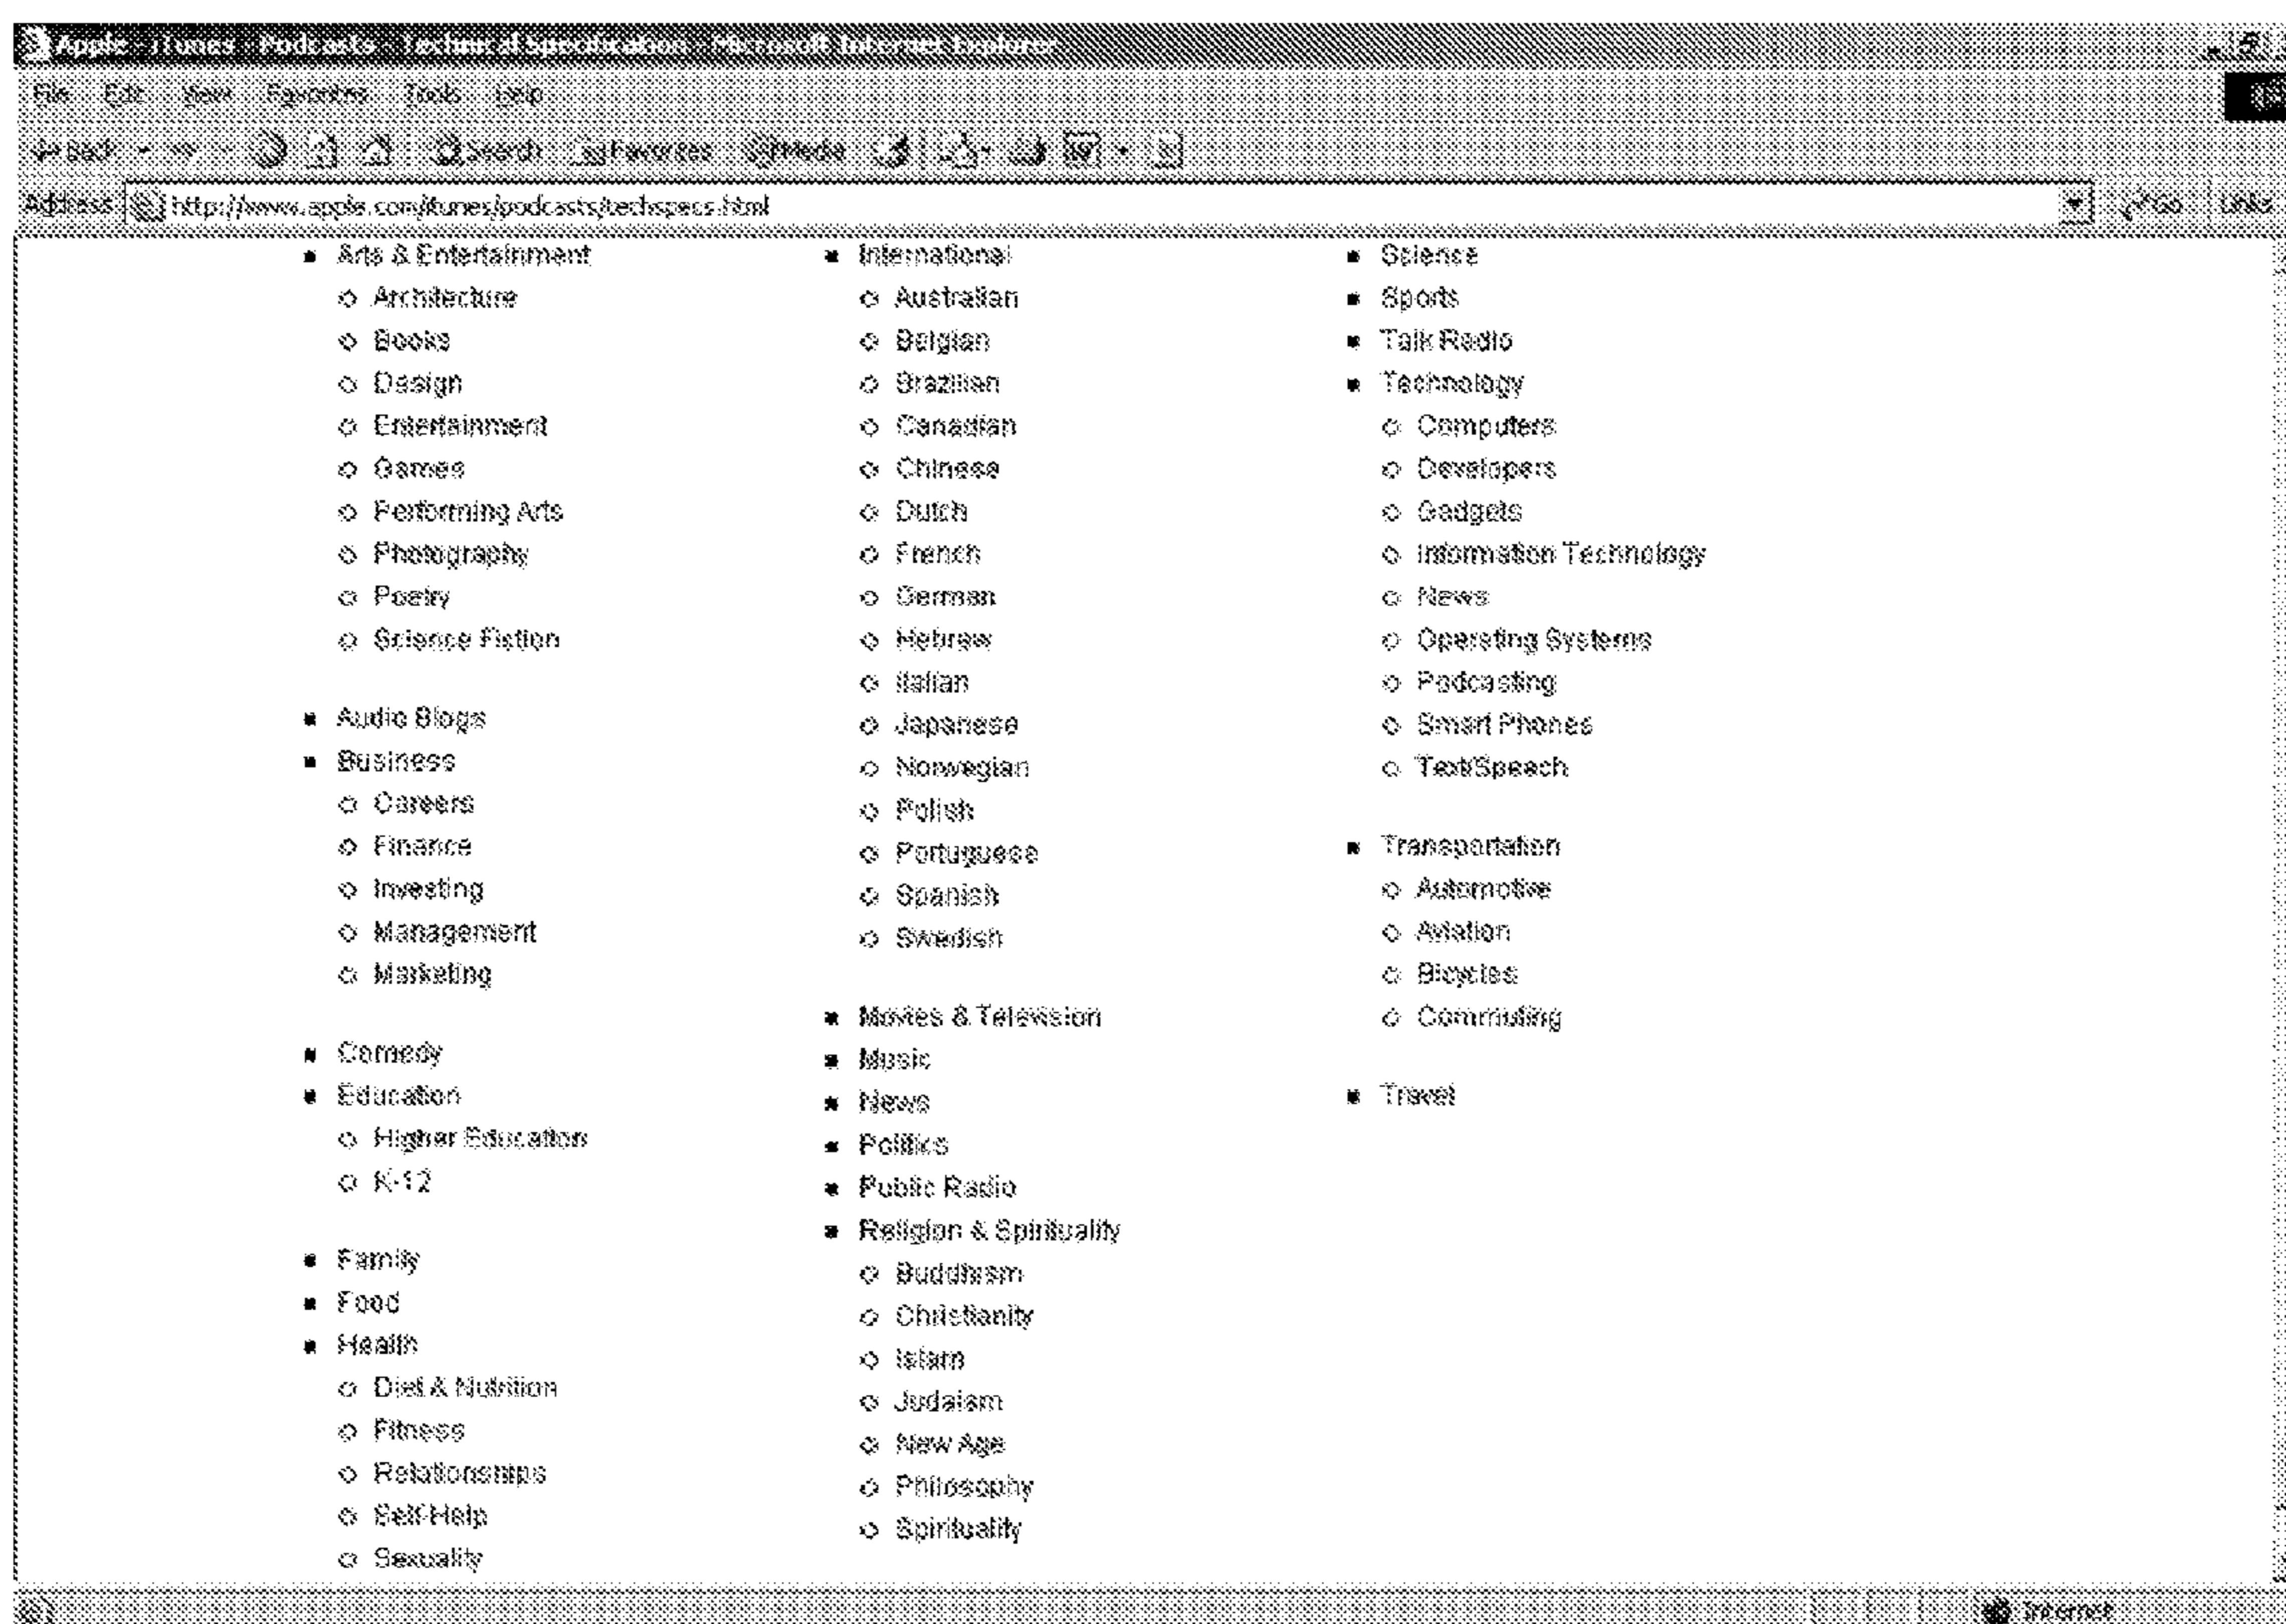 Apple - iTunes - Podcasts - Technical Specification - Microsoft Internet Explorer
File Edit View Favorites Tools Help
Back Search Favorites Media
Address http://www.apple.com/itunes/podcasts/techspecs.html Go Links
Arts & Entertainment
Architecture
Books
Design
Entertainment
Games
Performing Arts
Photography
Poetry
Science Fiction
Audio Blogs
Business
Careers
Finance
Investing
Management
Marketing
Comedy
Education
Higher Education
K-12
Family
Food
Health
Diet & Nutrition
Fitness
Relationships
Self-Help
Sexuality
International
Australian
Belgian
Brazilian
Canadian
Chinese
Dutch
French
German
Hebrew
Italian
Japanese
Norwegian
Polish
Portuguese
Spanish
Swedish
Movies & Television
Music
News
Politics
Public Radio
Religion & Spirituality
Buddhism
Christianity
Islam
Judaism
New Age
Philosophy
Spirituality
Science
Sports
Talk Radio
Technology
Computers
Developers
Gadgets
Information Technology
News
Operating Systems
Podcasting
Smart Phones
Text/Speech
Transportation
Automotive
Aviation
Bicycles
Commuting
Travel
Internet